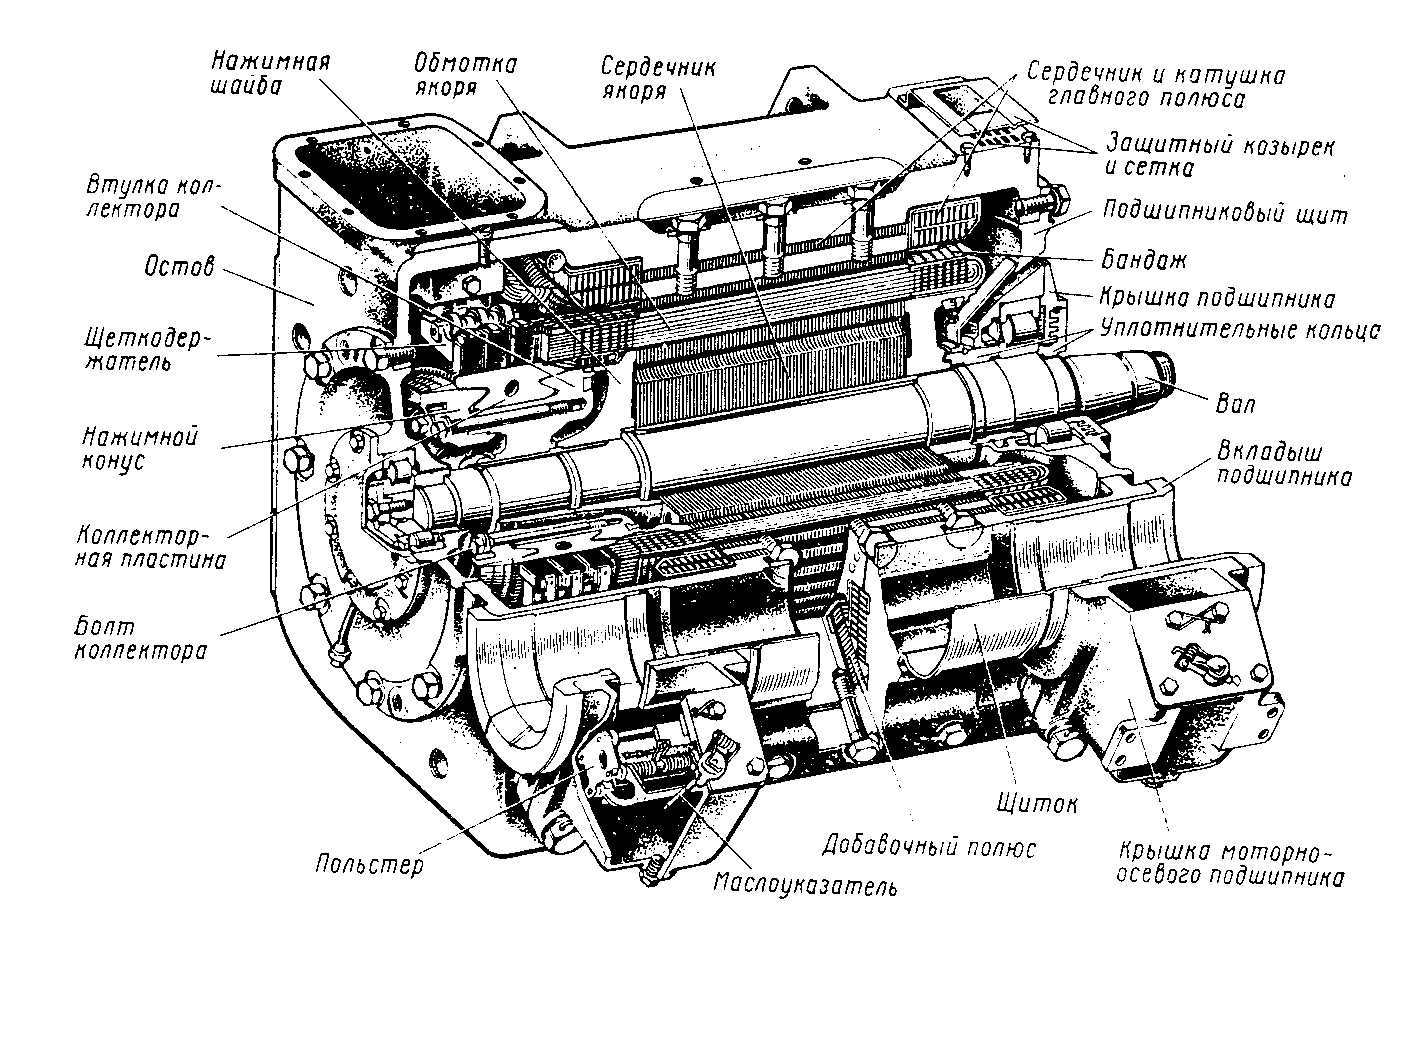 Нажимная
шайба
Обмотка
якоря
Сердечник
якоря
Сердечник и катушка
главного полюса
Защитный козырек
и сетка
Втулка кол-
лектора
Подшипниковый щит
Остов
Бандаж
Крышка подшипника
Щеткодер-
жатель
Уплотнительные кольца
Вал
Нажимной
конус
Вкладыш
подшипника
Коллектор-
ная пластина
Болт
коллектора
Щиток
Польстер
Маслоуказатель
Добавочный полюс
Крышка моторно-
осевого подшипника